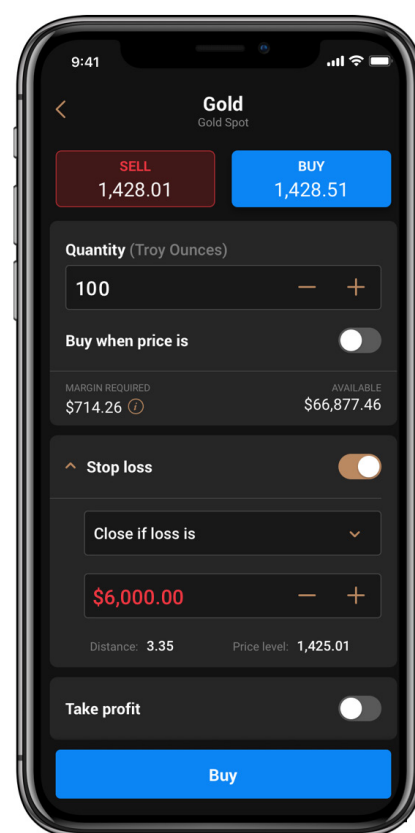 9:41
Gold
Gold Spot
SELL
1,428.01
BUY
1,428.51
Quantity (Troy Ounces)
100
Buy when price is
MARGIN REQUIRED
$714.26
AVAILABLE
$66,877.46
Stop loss
Close if loss is
$6,000.00
Distance: 3.35 Price level: 1,425.01
Take profit
Buy